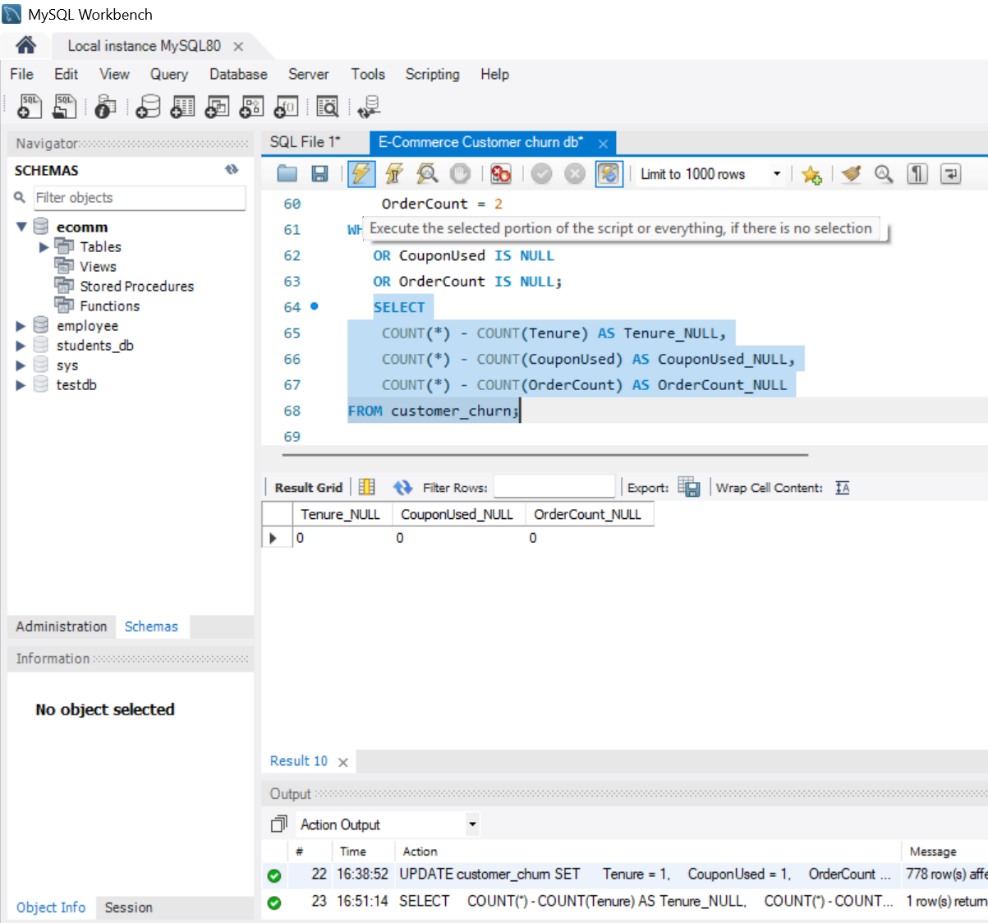 MySQL Workbench
Local instance MySQL80
File Edit View Query Database Server Tools Scripting Help
Navigator
SCHEMAS
Filter objects
ecomm
Tables
Views
Stored Procedures
Functions
employee
students_db
sys
testdb
Administration Schemas
Information
No object selected
Object Info Session
SQL File 1* E-Commerce Customer churn db*
Limit to 1000 rows
60 OrderCount = 2
61 WH
Execute the selected portion of the script or everything, if there is no selection
62 OR CouponUsed IS NULL
63 OR OrderCount IS NULL;
64 SELECT
65 COUNT(*) - COUNT(Tenure) AS Tenure_NULL,
66 COUNT(*) - COUNT(CouponUsed) AS CouponUsed_NULL,
67 COUNT(*) - COUNT(OrderCount) AS OrderCount_NULL
68 FROM customer_churn;
69
Result Grid Filter Rows: Export: Wrap Cell Content:
Tenure_NULL CouponUsed_NULL OrderCount_NULL
0 0 0
Result 10
Output
Action Output
# Time Action Message
22 16:38:52 UPDATE customer_churn SET Tenure = 1, CouponUsed = 1, OrderCount ... 778 row(s) affe
23 16:51:14 SELECT COUNT(*) - COUNT(Tenure) AS Tenure_NULL, COUNT(*) - COUNT... 1 row(s) return